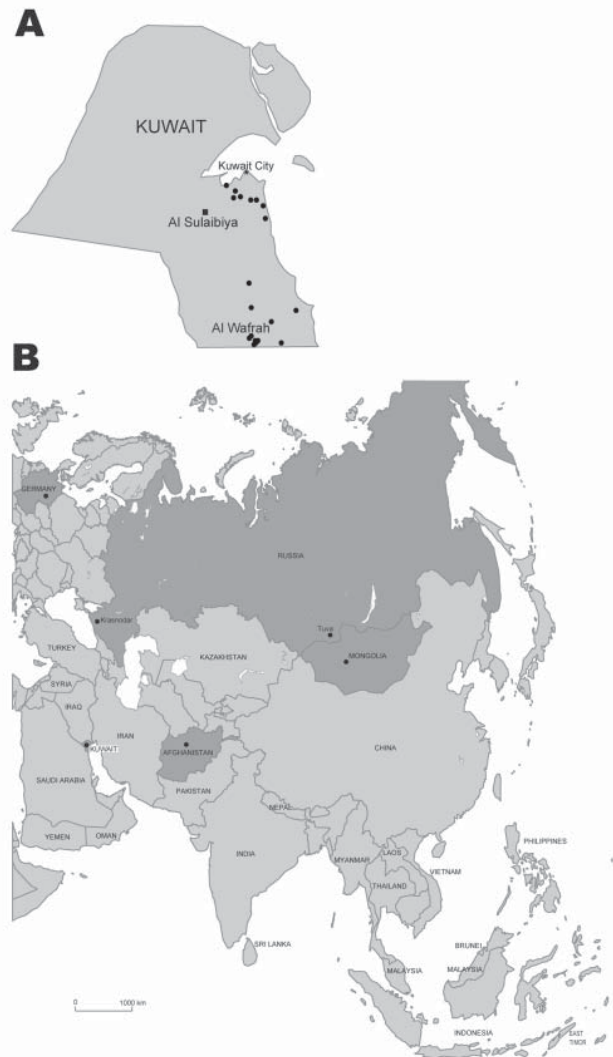 A
KUWAIT
Kuwait City
Al Sulaibiya
Al Wafrah
B
GERMANY
RUSSIA
Krasnodar
Tuva
MONGOLIA
TURKEY
KAZAKHSTAN
SYRIA
IRAQ
IRAN
KUWAIT
AFGHANISTAN
CHINA
SAUDI ARABIA
PAKISTAN
NEPAL
YEMEN
OMAN
INDIA
MYANMAR
LAOS
PHILIPPINES
VIETNAM
THAILAND
SRI LANKA
BRUNEI
MALAYSIA
MALAYSIA
0 1000 km
INDONESIA
EAST
TIMOR